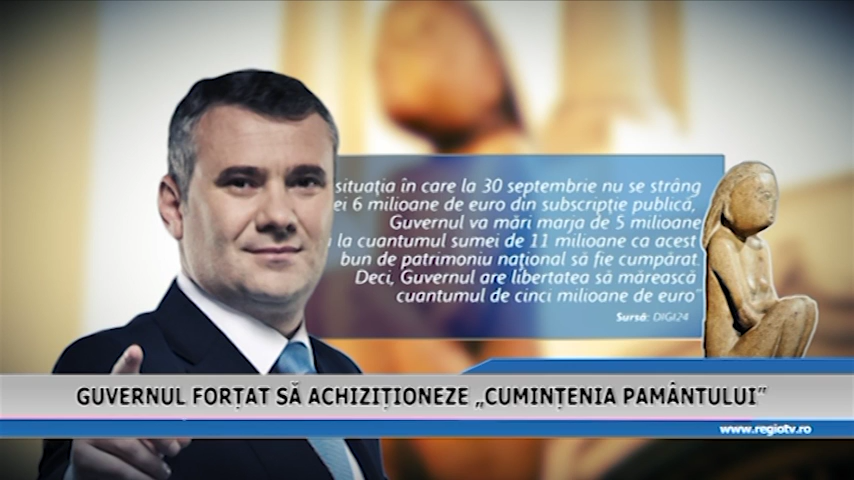 situaţia în care la 30 septembrie nu se strâng
ei 6 milioane de euro din subscripţie publică,
Guvernul va mări marja de 5 milioane
la cuantumul sumei de 11 milioane ca acest
bun de patrimoniu naţional să fie cumpărat.
Deci, Guvernul are libertatea să mărească
cuantumul de cinci milioane de euro"
Sursă: DIGI24
GUVERNUL FORȚAT SĂ ACHIZIȚIONEZE „CUMINȚENIA PAMÂNTULUI”
www.regiotv.ro